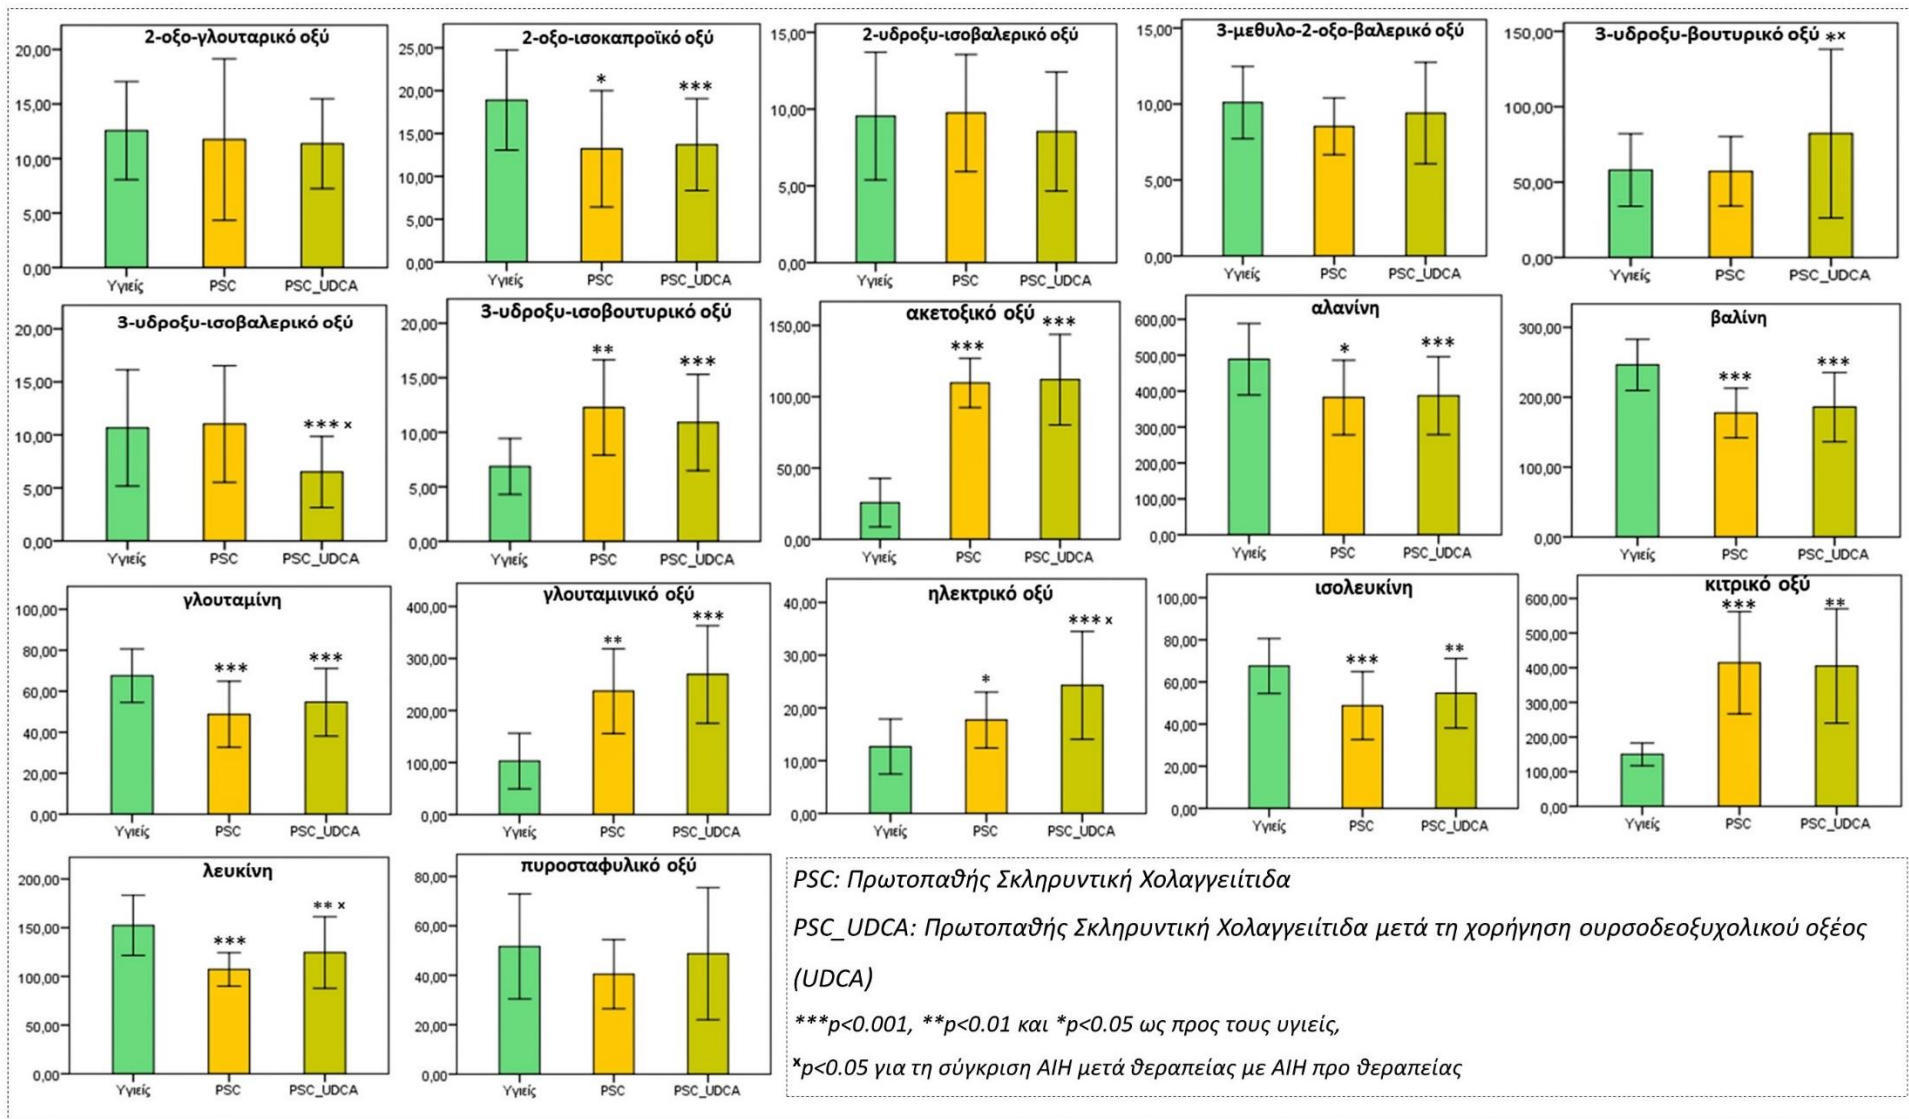 2-οξο-γλουταρικό οξύ
20,00
15,00
10,00
5,00
0,00
Υγιείς PSC PSC_UDCA
2-οξο-ισοκαπροϊκό οξύ
25,00
20,00
15,00
10,00
5,00
0,00
* ***
Υγιείς PSC PSC_UDCA
2-υδροξυ-ισοβαλερικό οξύ
15,00
10,00
5,00
0,00
Υγιείς PSC PSC_UDCA
3-μεθυλο-2-οξο-βαλερικό οξύ
15,00
10,00
5,00
0,00
Υγιείς PSC PSC_UDCA
3-υδροξυ-βουτυρικό οξύ
150,00
100,00
50,00
0,00
*x
Υγιείς PSC PSC_UDCA
3-υδροξυ-ισοβαλερικό οξύ
20,00
15,00
10,00
5,00
0,00
*** x
Υγιείς PSC PSC_UDCA
3-υδροξυ-ισοβουτυρικό οξύ
20,00
15,00
10,00
5,00
0,00
** ***
Υγιείς PSC PSC_UDCA
ακετοξικό οξύ
150,00
100,00
50,00
0,00
*** ***
Υγιείς PSC PSC_UDCA
αλανίνη
600,00
500,00
400,00
300,00
200,00
100,00
0,00
* ***
Υγιείς PSC PSC_UDCA
βαλίνη
300,00
200,00
100,00
0,00
*** ***
Υγιείς PSC PSC_UDCA
γλουταμίνη
100,00
80,00
60,00
40,00
20,00
0,00
*** ***
Υγιείς PSC PSC_UDCA
γλουταμινικό οξύ
400,00
300,00
200,00
100,00
0,00
** ***
Υγιείς PSC PSC_UDCA
ηλεκτρικό οξύ
40,00
30,00
20,00
10,00
0,00
* *** x
Υγιείς PSC PSC_UDCA
ισολευκίνη
100,00
80,00
60,00
40,00
20,00
0,00
*** **
Υγιείς PSC PSC_UDCA
κιτρικό οξύ
600,00
500,00
400,00
300,00
200,00
100,00
0,00
*** **
Υγιείς PSC PSC_UDCA
λευκίνη
200,00
150,00
100,00
50,00
0,00
*** ** x
Υγιείς PSC PSC_UDCA
πυροσταφυλικό οξύ
80,00
60,00
40,00
20,00
0,00
Υγιείς PSC PSC_UDCA
PSC: Πρωτοπαθής Σκληρυντική Χολαγγειίτιδα
PSC_UDCA: Πρωτοπαθής Σκληρυντική Χολαγγειίτιδα μετά τη χορήγηση ουρσοδεοξυχολικού οξέος
(UDCA)
***p<0.001, **p<0.01 και *p<0.05 ως προς τους υγιείς,
xp<0.05 για τη σύγκριση AIH μετά θεραπείας με AIH προ θεραπείας